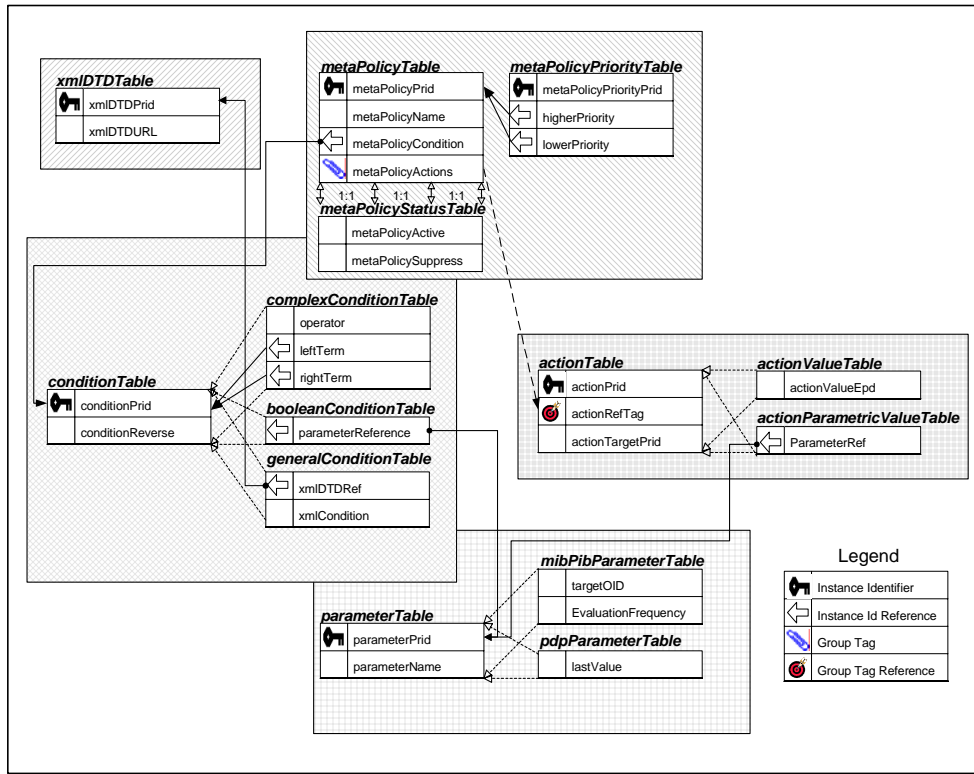 xmlDTDTable
xmlDTDPrid
xmlDTDURL
metaPolicyTable
metaPolicyPrid
metaPolicyName
metaPolicyCondition
metaPolicyActions
1:1 1:1 1:1
metaPolicyStatusTable
metaPolicyActive
metaPolicySuppress
metaPolicyPriorityTable
metaPolicyPriorityPrid
higherPriority
lowerPriority
conditionTable
conditionPrid
conditionReverse
complexConditionTable
operator
leftTerm
rightTerm
booleanConditionTable
parameterReference
generalConditionTable
xmlDTDRef
xmlCondition
actionTable
actionPrid
actionRefTag
actionTargetPrid
actionValueTable
actionValueEpd
actionParametricValueTable
ParameterRef
parameterTable
parameterPrid
parameterName
mibPibParameterTable
targetOID
EvaluationFrequency
pdpParameterTable
lastValue
Legend
Instance Identifier
Instance Id Reference
Group Tag
Group Tag Reference